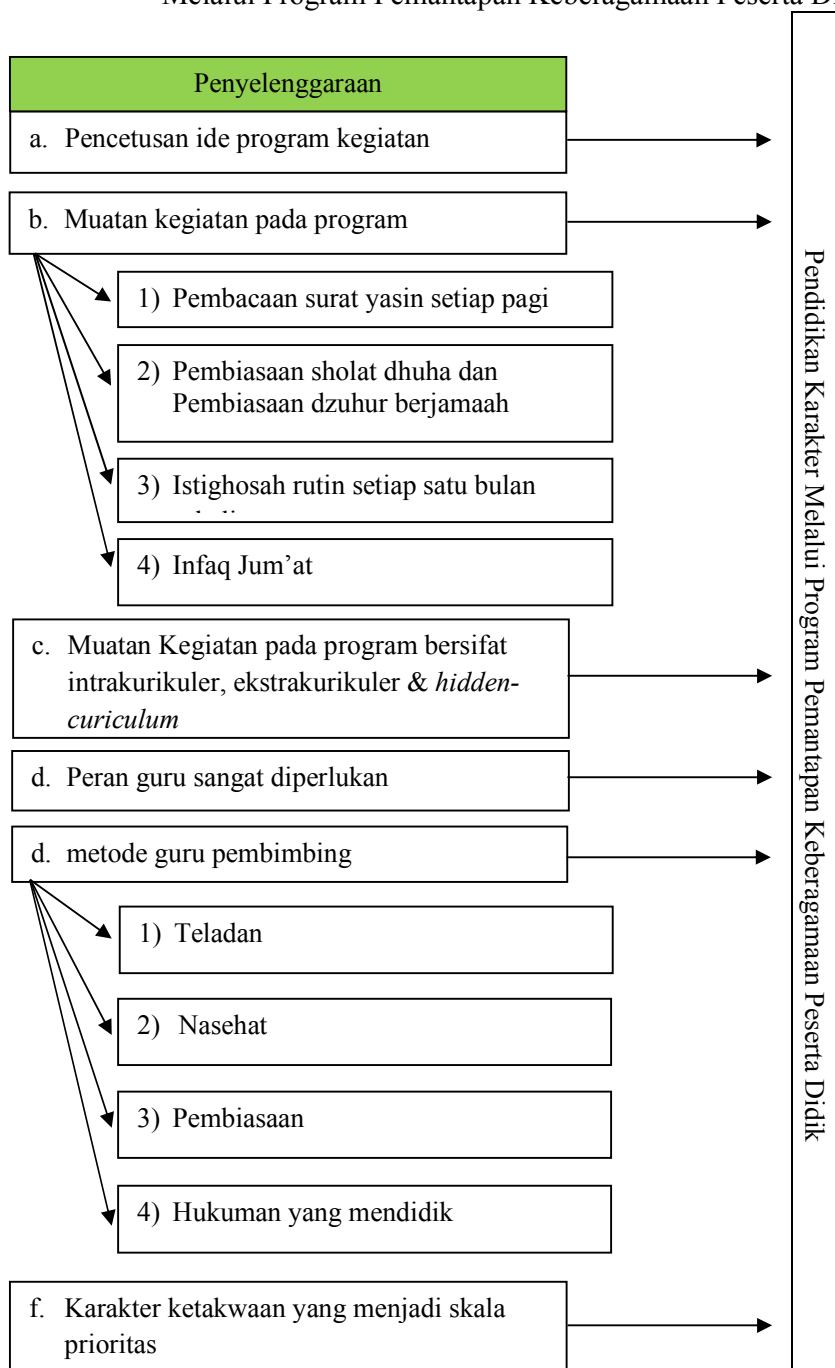 Melalui Program Pemantapan Keberagamaan Peserta
Penyelenggaraan
a. Pencetusan ide program kegiatan
b. Muatan kegiatan pada program
1) Pembacaan surat yasin setiap pagi
2) Pembiasaan sholat dhuha dan
Pembiasaan dzuhur berjamaah
3) Istighosah rutin setiap satu bulan
4) Infaq Jum’at
c. Muatan Kegiatan pada program bersifat
intrakurikuler, ekstrakurikuler & hidden-
curiculum
d. Peran guru sangat diperlukan
d. metode guru pembimbing
1) Teladan
2) Nasehat
3) Pembiasaan
4) Hukuman yang mendidik
f. Karakter ketakwaan yang menjadi skala
prioritas
Pendidikan Karakter Melalui Program Pemantapan Keberagamaan Peserta Didik